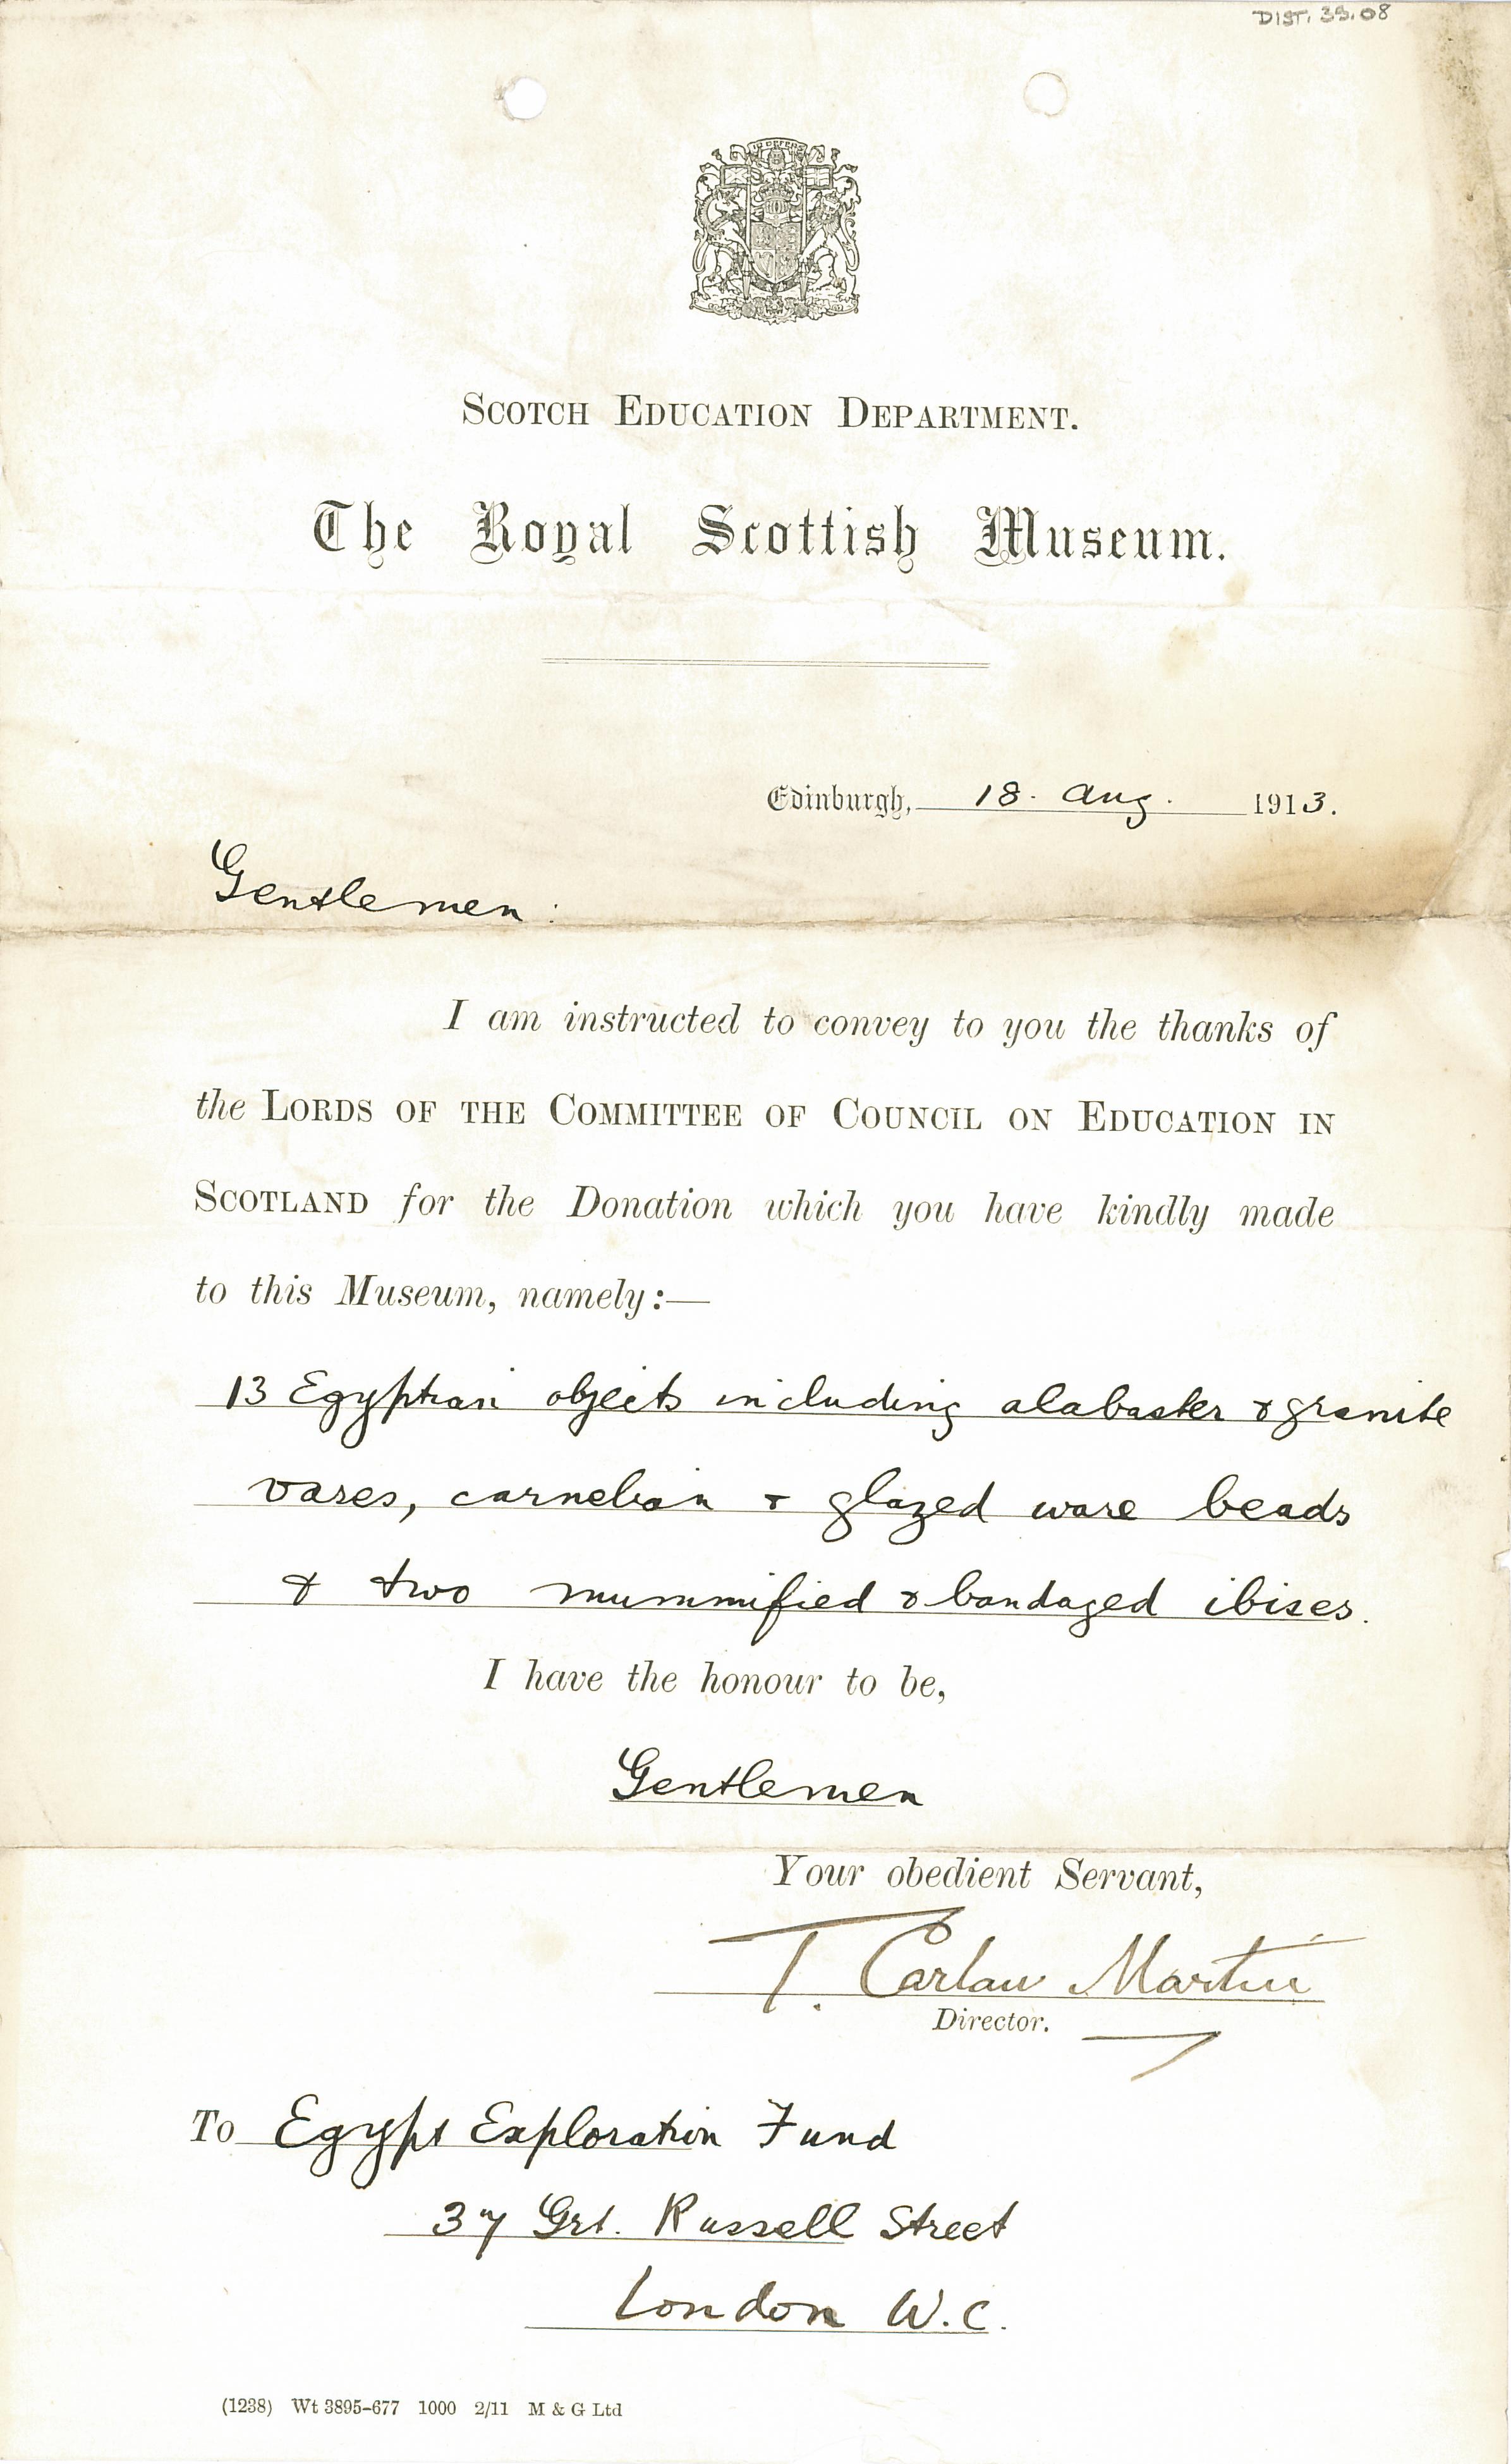 DIST. 39.08
IN DEFENS
SCOTCH EDUCATION DEPARTMENT.
The Royal Scottish Museum.
Edinburgh, 18. Aug. 1913.
Gentlemen:
I am instructed to convey to you the thanks of
the LORDS OF THE COMMITTEE OF COUNCIL ON EDUCATION IN
SCOTLAND for the Donation which you have kindly made
to this Museum, namely:—
13 Egyptian objects including alabaster & granite
vases, carnelian & glazed ware beads
& two mummified & bandaged ibises.
I have the honour to be,
Gentlemen
Your obedient Servant,
T. Carlaw Martin
Director.
To Egypt Exploration Fund
37 Grt. Russell Street
London W.C.
(1238) Wt 3895–677 1000 2/11 M & G Ltd